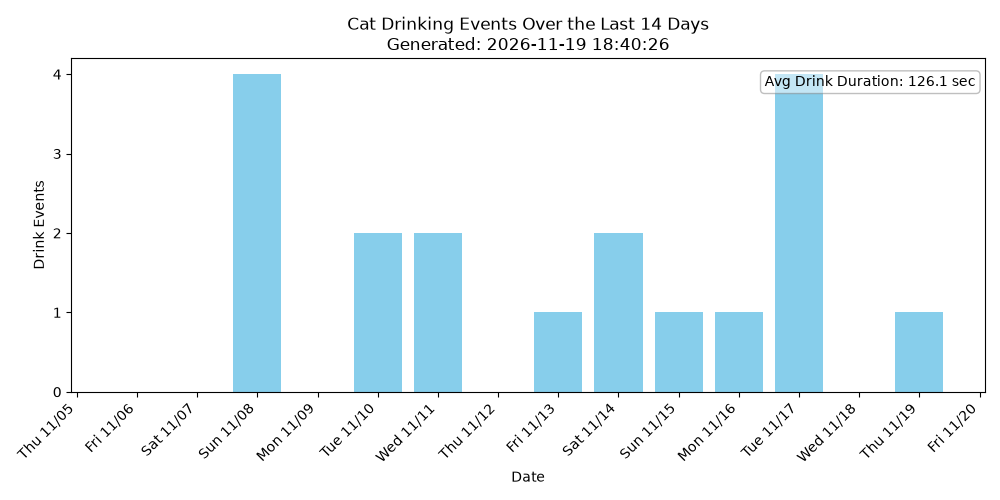 Cat Drinking Events Over the Last 14 Days
Generated: 2026-11-19 18:40:26
Avg Drink Duration: 126.1 sec
Drink Events
4
3
2
1
0
Thu 11/05
Fri 11/06
Sat 11/07
Sun 11/08
Mon 11/09
Tue 11/10
Wed 11/11
Thu 11/12
Fri 11/13
Sat 11/14
Sun 11/15
Mon 11/16
Tue 11/17
Wed 11/18
Thu 11/19
Fri 11/20
Date